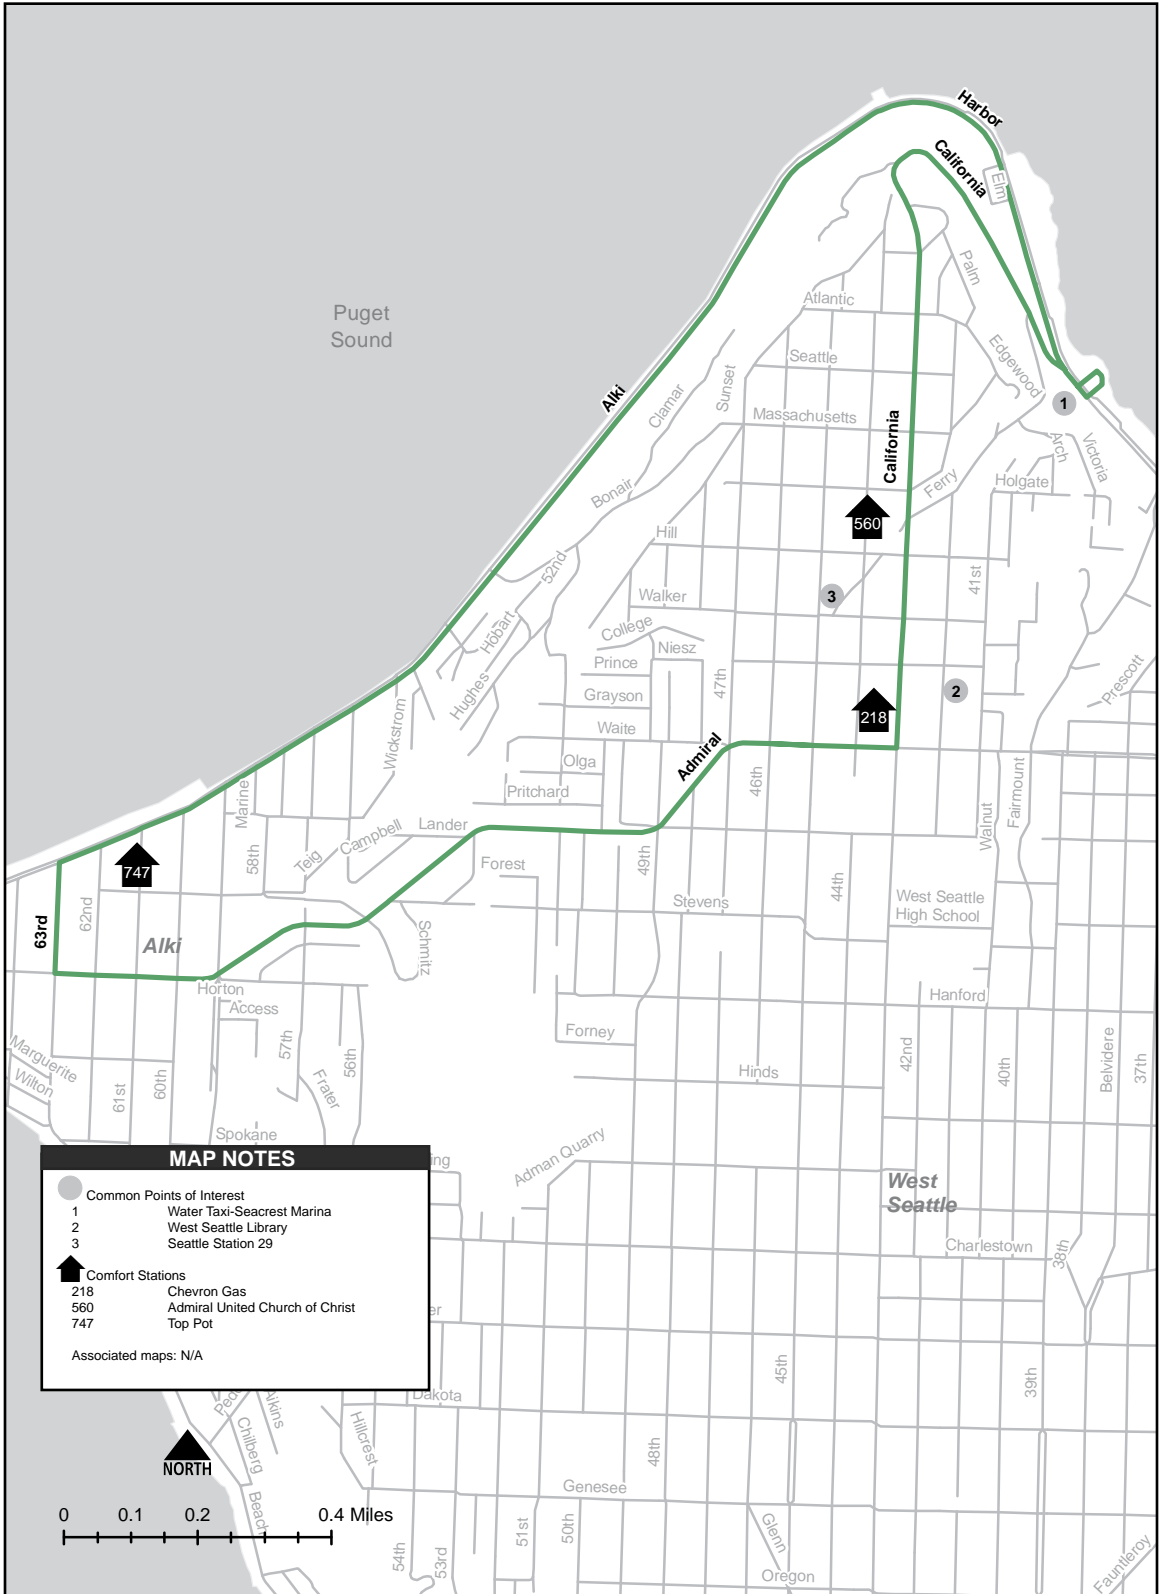 Harbor
California
Elm
Palm
Puget
Sound
Atlantic
Edgewood
Seattle
Sunset
Clamar
Alki
1
Massachusetts
California
Arch
Victoria
Ferry
Holgate
Bonair
560
Hill
52nd
41st
3
Walker
College
Hobart
Niesz
Prince
47th
Prescott
2
Grayson
Hughes
218
Waite
Wickstrom
Admiral
Olga
46th
Fairmount
Pritchard
Marine
Walnut
Lander
Campbell
Teig
58th
Forest
49th
747
44th
62nd
Stevens
West Seattle
High School
63rd
Alki
Schmitz
Horton
Hanford
Access
Forney
57th
56th
42nd
Marguerite
Wilton
Hinds
40th
Belvidere
37th
61st
60th
Frater
Spokane
Adman Quarry
ing
MAP NOTES
Common Points of Interest
1 Water Taxi-Seacrest Marina
2 West Seattle Library
3 Seattle Station 29
Comfort Stations
218 Chevron Gas
560 Admiral United Church of Christ
747 Top Pot
Associated maps: N/A
West
Seattle
Charlestown
38th
er
45th
39th
Dakota
Aikins
Chilberg
Hillcrest
NORTH
48th
Genesee
Beach
0 0.1 0.2 0.4 Miles
51st
50th
Glenn
54th
53rd
Oregon
Fauntleroy